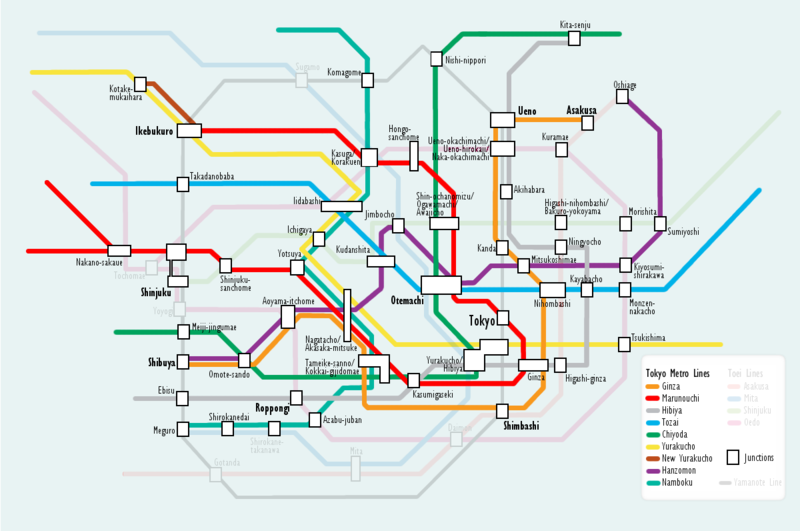 Kita-senju
Sugamo
Komagome
Nishi-nippori
Kotake-
mukaihara
Oshiage
Ikebukuro
Ueno
Asakusa
Hongo-
sanchome
Kasuga/
Korakuen
Ueno-okachimachi/
Ueno-hirokoji/
Naka-okachimachi
Kuramae
Takadanobaba
Iidabashi
Jimbocho
Shin-ochanomizu/
Ogawamachi/
Awajicho
Akihabara
Higashi-nihombashi/
Bakuro-yokoyama
Morishita
Sumiyoshi
Ichigaya
Kudanshita
Kanda
Ningyocho
Nakano-sakaue
Tochomae
Shinjuku
Shinjuku-
sanchome
Yotsuya
Mitsukoshimae
Kiyosumi-
shirakawa
Otemachi
Kayabacho
Nihombashi
Monzen-
nacho
Yoyogi
Aoyama-itchome
Meiji-jingumae
Tokyo
Nagatacho/
Akasaka-mitsuke
Tsukishima
Shibuya
Omote-sando
Tameike-sanno/
Kokkai-gijidomae
Yurakucho/
Hibiya
Kasumigaseki
Ginza
Higashi-ginza
Ebisu
Roppongi
Azabu-juban
Shimbashi
Meguro
Shirokanedai
Shirokane-
takanawa
Daimon
Gotanda
Mita
Tokyo Metro Lines
Ginza
Marunouchi
Hibiya
Tozai
Chiyoda
Yurakucho
New Yurakucho
Hanzomon
Namboku
Toei Lines
Asakusa
Mita
Shinjuku
Oedo
Junctions
Yamanote Line